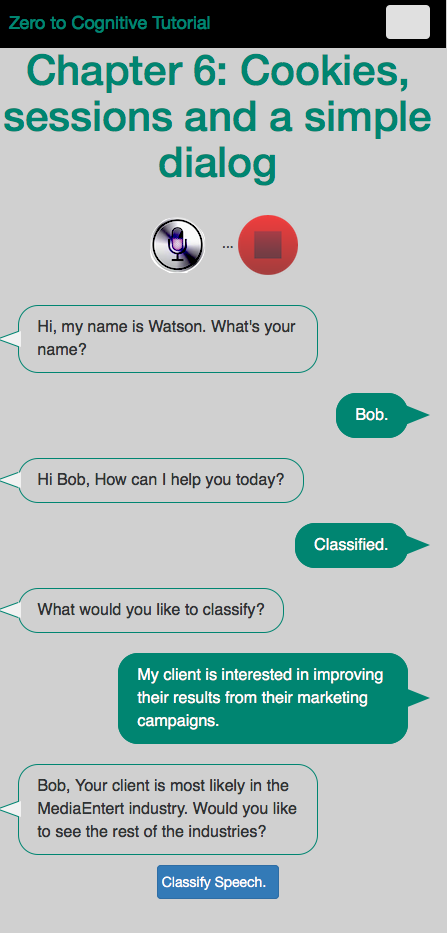 Zero to Cognitive Tutorial
Chapter 6: Cookies,
sessions and a simple
dialog
...
Hi, my name is Watson. What's your
name?
Bob.
Hi Bob, How can I help you today?
Classified.
What would you like to classify?
My client is interested in improving
their results from their marketing
campaigns.
Bob, Your client is most likely in the
MediaEntert industry. Would you like
to see the rest of the industries?
Classify Speech.